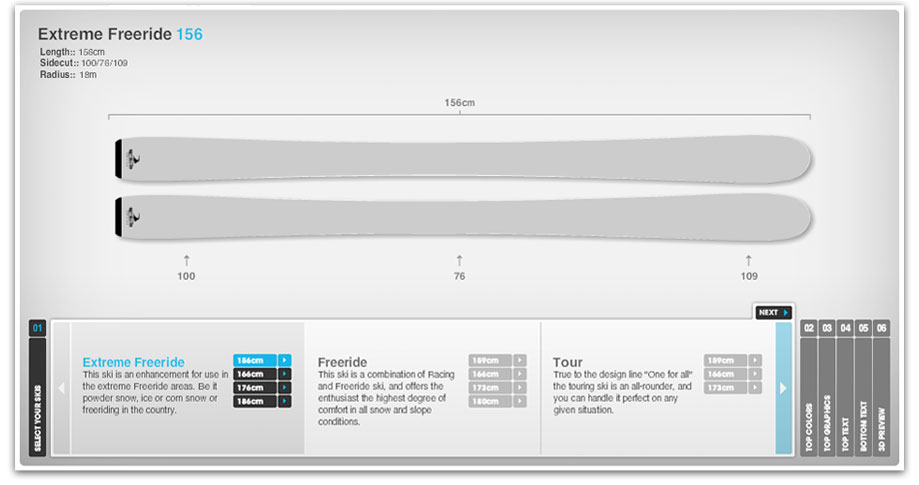 Extreme Freeride 156
Length:: 156cm
Sidecut:: 100/76/109
Radius:: 18m
156cm
100
76
109
NEXT
01
SELECT YOUR SKIS
Extreme Freeride
This ski is an enhancement for use in
the extreme Freeride areas. Be it
powder snow, ice or corn snow or
freeriding in the country.
156cm
166cm
176cm
186cm
Freeride
This ski is a combination of Racing
and Freeride ski, and offers the
enthusiast the highest degree of
comfort in all snow and slope
conditions.
159cm
166cm
173cm
180cm
Tour
True to the design line "One for all"
the touring ski is an all-rounder, and
you can handle it perfect on any
given situation.
159cm
166cm
173cm
02
TOP COLORS
03
TOP GRAPHICS
04
TOP TEXT
05
BOTTOM TEXT
06
3D PREVIEW